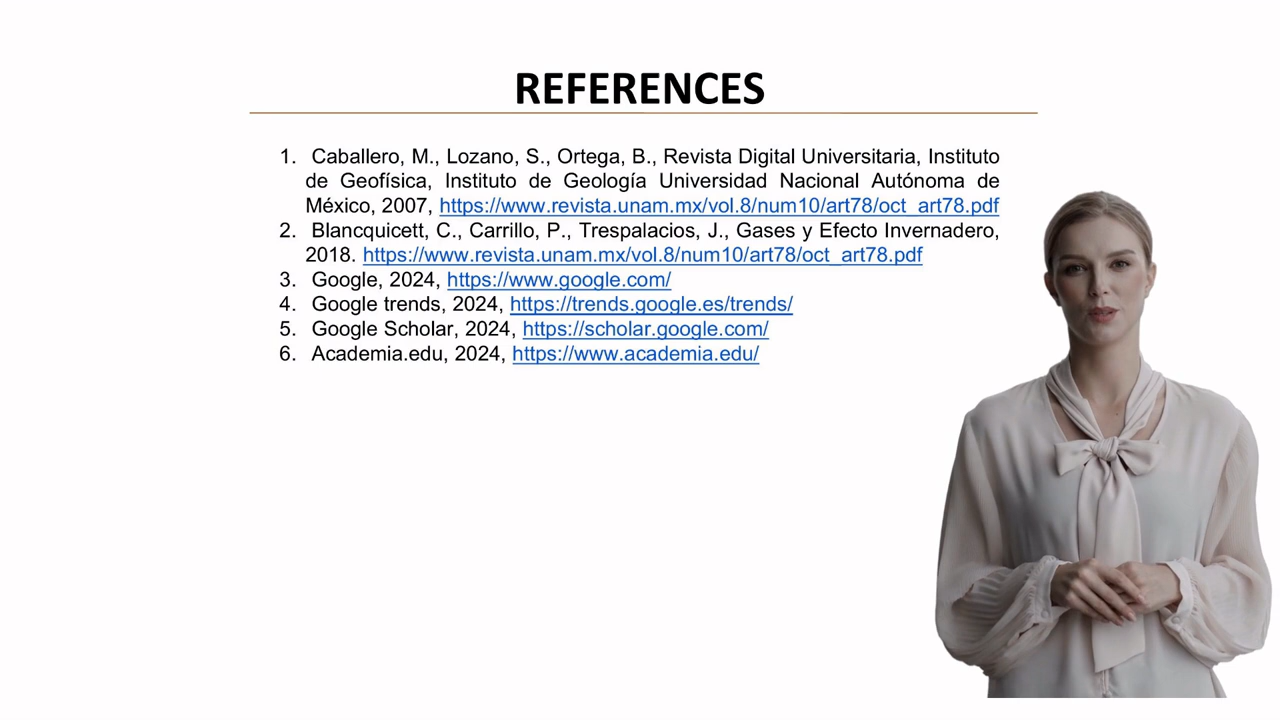 REFERENCES
1. Caballero, M., Lozano, S., Ortega, B., Revista Digital Universitaria, Instituto
de Geofísica, Instituto de Geología Universidad Nacional Autónoma de
México, 2007, https://www.revista.unam.mx/vol.8/num10/art78/oct_art78.pdf
2. Blancquicett, C., Carrillo, P., Trespalacios, J., Gases y Efecto Invernadero,
2018. https://www.revista.unam.mx/vol.8/num10/art78/oct_art78.pdf
3. Google, 2024, https://www.google.com/
4. Google trends, 2024, https://trends.google.es/trends/
5. Google Scholar, 2024, https://scholar.google.com/
6. Academia.edu, 2024, https://www.academia.edu/